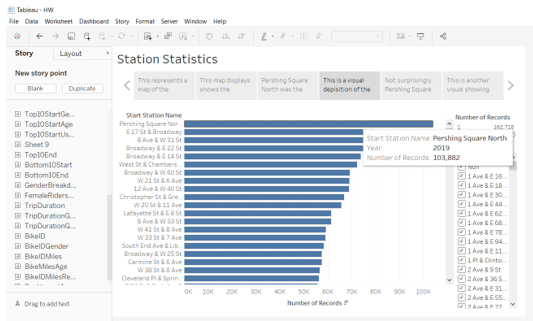 Tableau - HW
File Data Worksheet Dashboard Story Format Server Window Help
Story Layout
New story point
Blank Duplicate
Top10StartGe...
Top10StartAge
Top10StartUs...
Sheet 9
Top10End
Bottom10Start
Bottom10End
GenderBreakd...
FemaleRiders...
TripDuration
TripDurationG...
TripDurationG...
BikeID
BikeIDGender
BikeIDMiles
BikeMilesAge
BikeIDMilesRe...
A Drag to add text
Station Statistics
This represents a map of the
This map displays shows the
Pershing Square North was the
This is a visual depisition of the
Not surprisingly, Pershing Square
This is another visual showing
Start Station Name
Pershing Square Nor...
E 17 St & Broadway
8 Ave & W 31 St
Broadway & E 22 St
Broadway & E 14 St
West St & Chambers ...
Broadway & W 60 St
W 21 St & 6 Ave
12 Ave & W 40 St
Christopher St & Gre...
W 20 St & 11 Ave
Lafayette St & E 8 St
8 Ave & W 33 St
W 41 St & 8 Ave
W 33 St & 7 Ave
South End Ave & Lib...
Broadway & W 25 St
Carmine St & 6 Ave
W 38 St & 8 Ave
Cleveland Pl & Sprin...
0K 10K 20K 30K 40K 50K 60K 70K 80K 90K 100K
Number of Records
Start Station Name: Pershing Square North
Year: 2019
Number of Records: 103,882
Number of Records
1 162,716
Null
1 Ave & E 16...
1 Ave & E 18...
1 Ave & E 30...
1 Ave & E 44...
1 Ave & E 62...
1 Ave & E 68...
1 Ave & E 78...
1 Ave & E 94...
1 Ave & E 11...
1 Pl & Clinto...
2 Ave & 9 St
2 Ave & 36 S...
2 Ave & E 31...
2 Ave & E 55...
2 Ave & E 72...